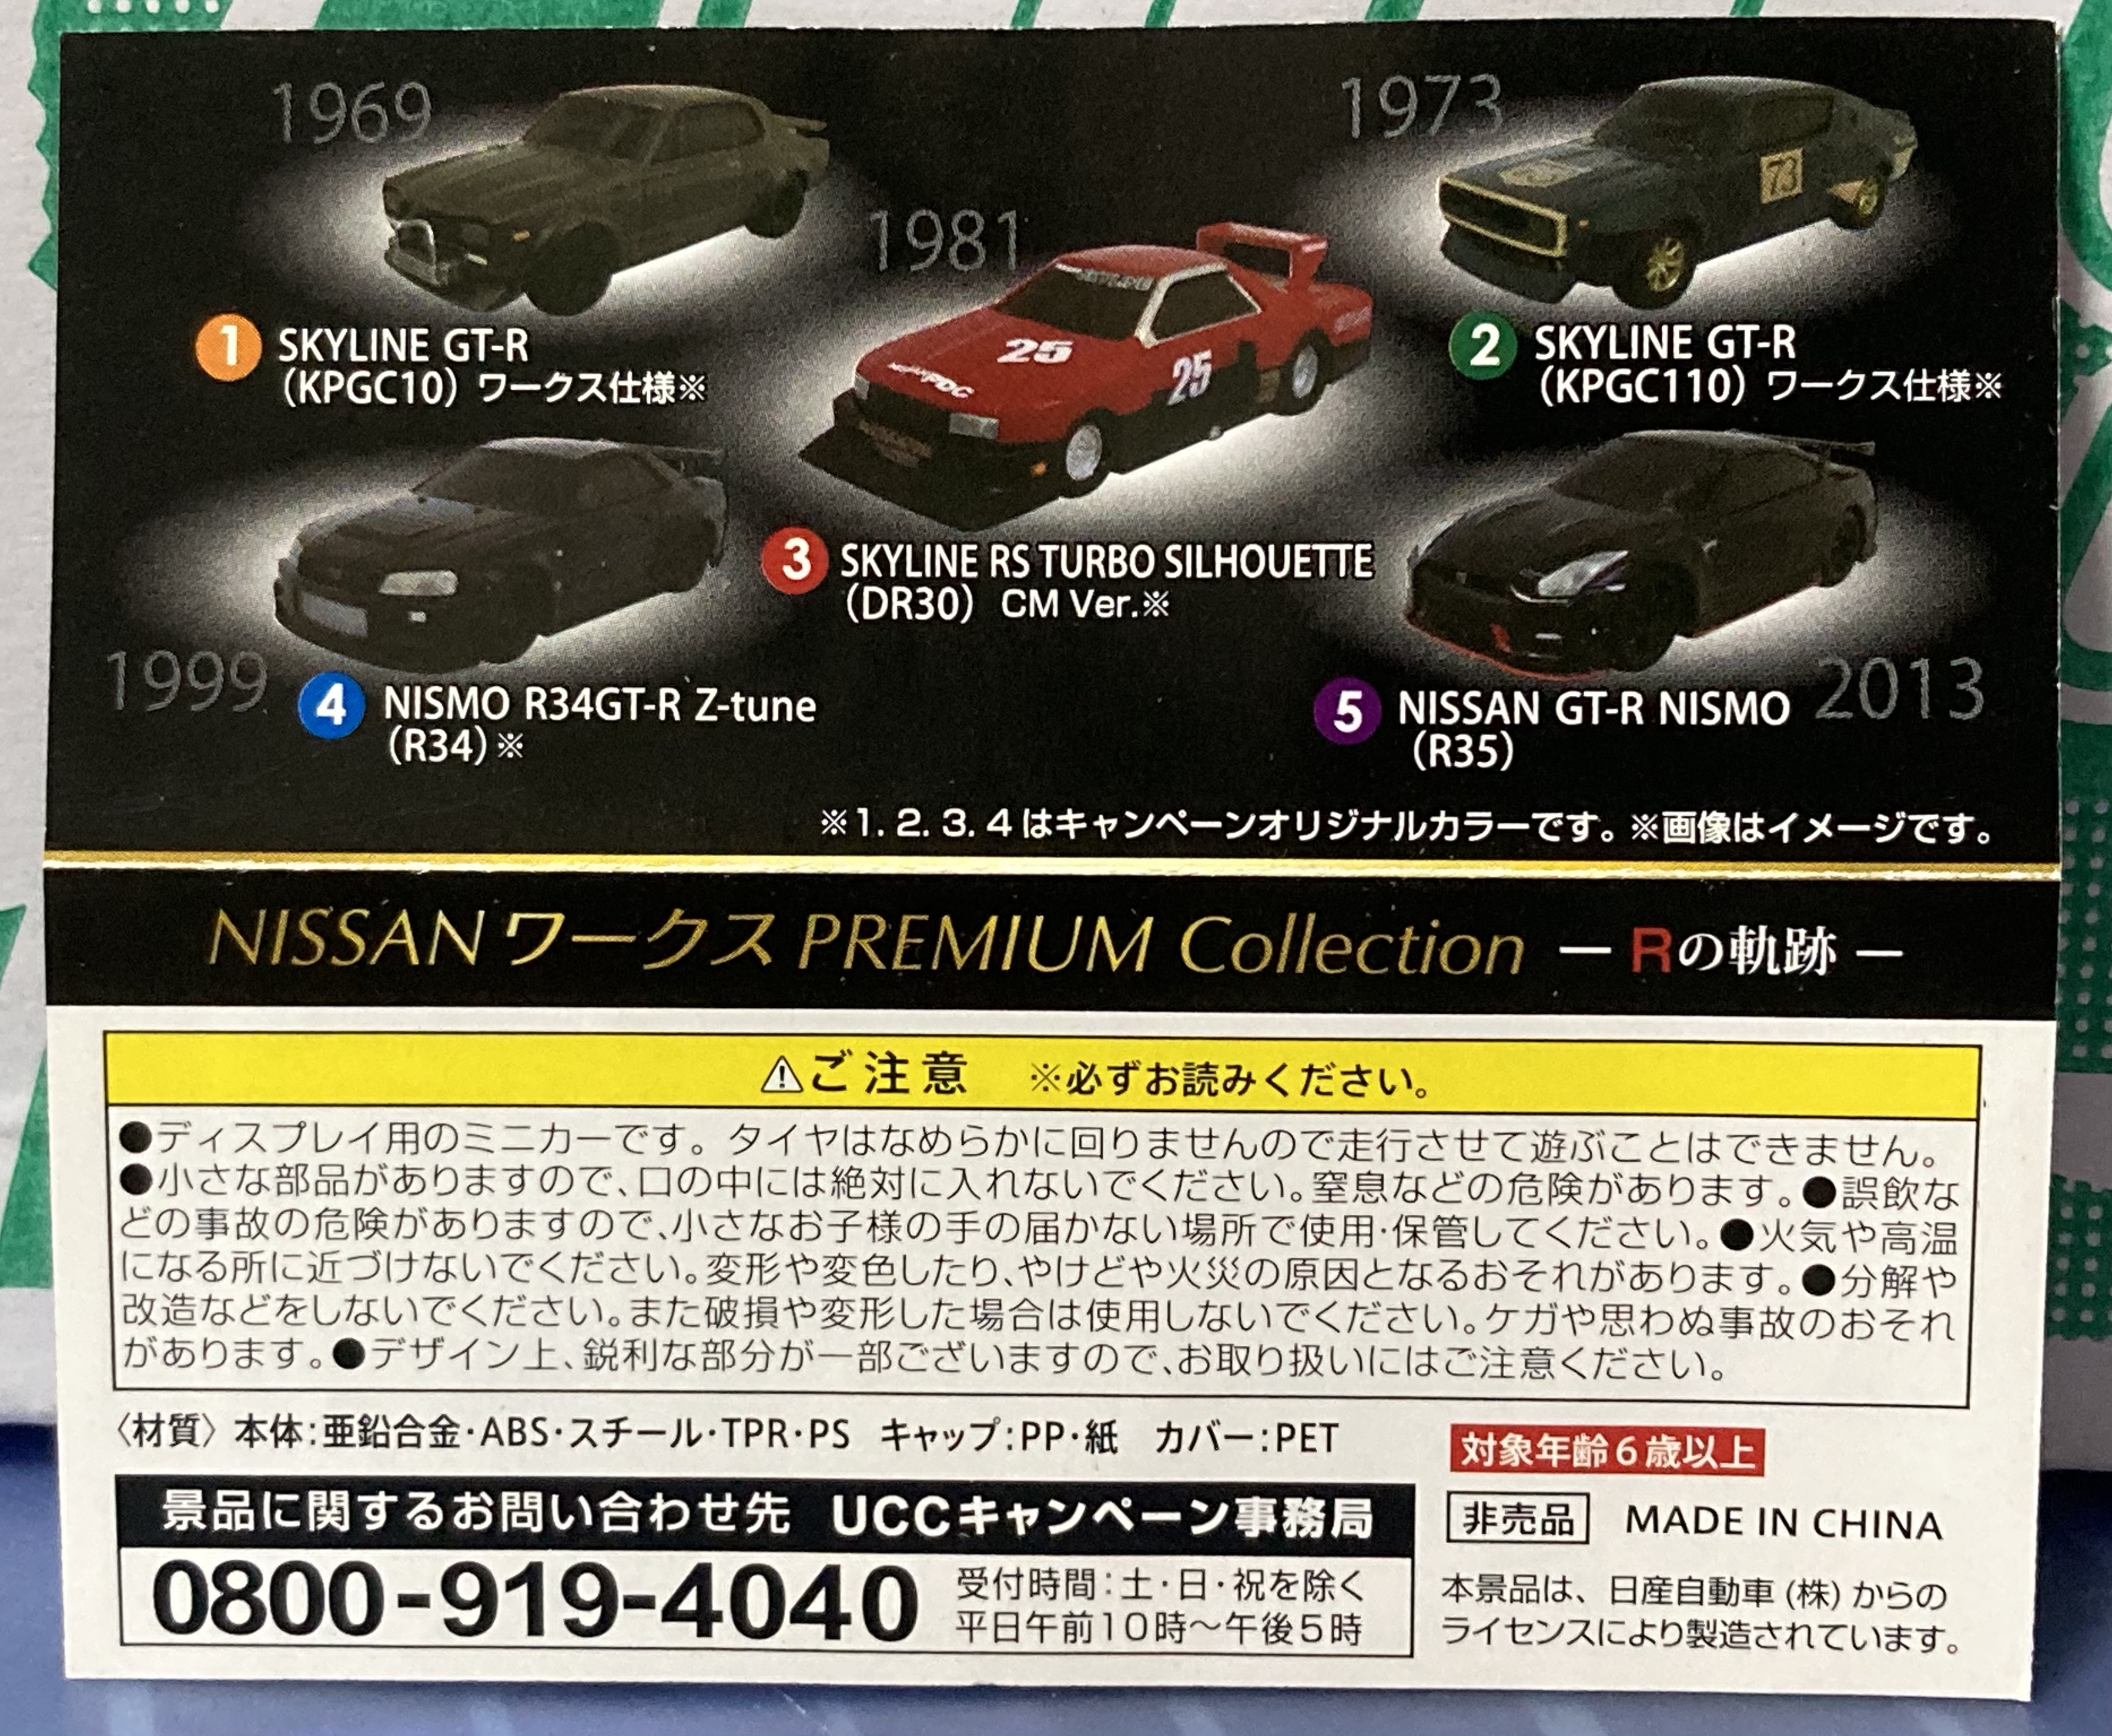 1969
1973
1981
25
25
73
1 SKYLINE GT-R
(KPGC10) ワークス仕様※
2 SKYLINE GT-R
(KPGC110) ワークス仕様※
3 SKYLINE RS TURBO SILHOUETTE
(DR30) CM Ver.※
1999
4 NISMO R34GT-R Z-tune
(R34)※
5 NISSAN GT-R NISMO
(R35)
2013
※1. 2. 3. 4 はキャンペーンオリジナルカラーです。※画像はイメージです。
NISSAN ワークス PREMIUM Collection — Rの軌跡 —
⚠ご注意 ※必ずお読みください。
●ディスプレイ用のミニカーです。タイヤはなめらかに回りませんので走行させて遊ぶことはできません。
●小さな部品がありますので、口の中には絶対に入れないでください。窒息などの危険があります。●誤飲な
どの事故の危険がありますので、小さなお子様の手の届かない場所で使用・保管してください。●火気や高温
になる所に近づけないでください。変形や変色したり、やけどや火災の原因となるおそれがあります。●分解や
改造などをしないでください。また破損や変形した場合は使用しないでください。ケガや思わぬ事故のおそれ
があります。●デザイン上、鋭利な部分が一部ございますので、お取り扱いにはご注意ください。
〈材質〉本体:亜鉛合金・ABS・スチール・TPR・PS キャップ:PP・紙 カバー:PET
対象年齢6歳以上
景品に関するお問い合わせ先 UCCキャンペーン事務局
非売品 MADE IN CHINA
0800-919-4040
受付時間:土・日・祝を除く
平日午前10時〜午後5時
本景品は、日産自動車(株)からの
ライセンスにより製造されています。